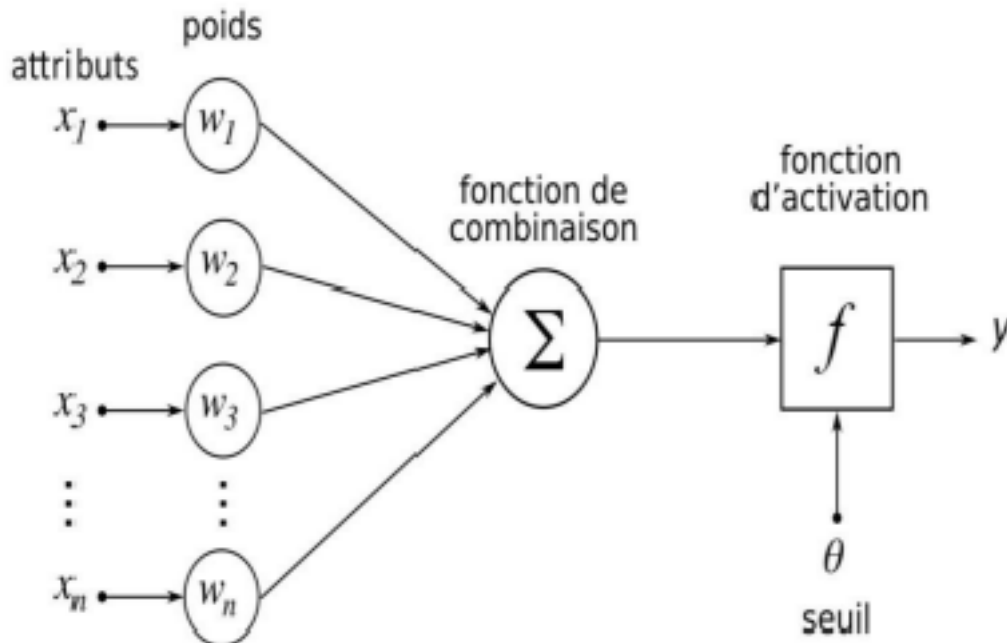 poids
attributs
x1 w1
fonction
d'activation
fonction de
combinaison
x2 w2
Σ f y
x3 w3
⋮ ⋮
θ
xn wn
seuil